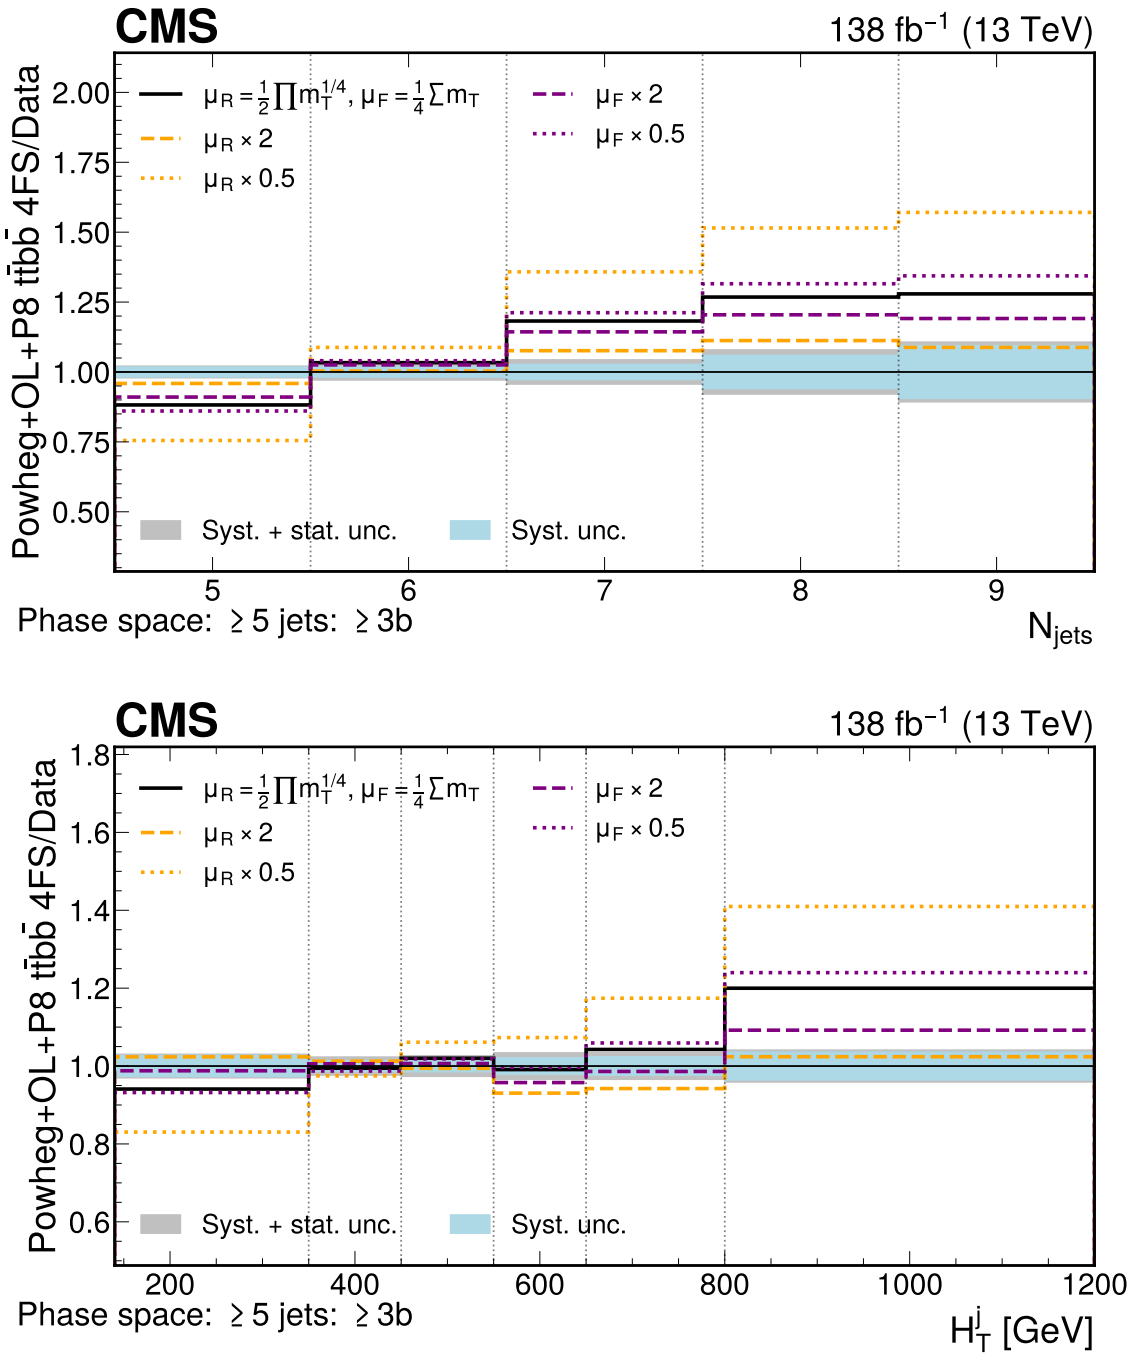 CMS 138 fb⁻¹ (13 TeV)
Powheg+OL+P8 tt̄bb̄ 4FS/Data
2.00
1.75
1.50
1.25
1.00
0.75
0.50
μR = 1/2 ∏ mT^1/4, μF = 1/4 ∑ mT
μR × 2
μR × 0.5
μF × 2
μF × 0.5
Syst. + stat. unc. Syst. unc.
5 6 7 8 9
Phase space: ≥ 5 jets: ≥ 3b
Njets
CMS 138 fb⁻¹ (13 TeV)
Powheg+OL+P8 tt̄bb̄ 4FS/Data
1.8
1.6
1.4
1.2
1.0
0.8
0.6
μR = 1/2 ∏ mT^1/4, μF = 1/4 ∑ mT
μR × 2
μR × 0.5
μF × 2
μF × 0.5
Syst. + stat. unc. Syst. unc.
200 400 600 800 1000 1200
Phase space: ≥ 5 jets: ≥ 3b
HT^j [GeV]